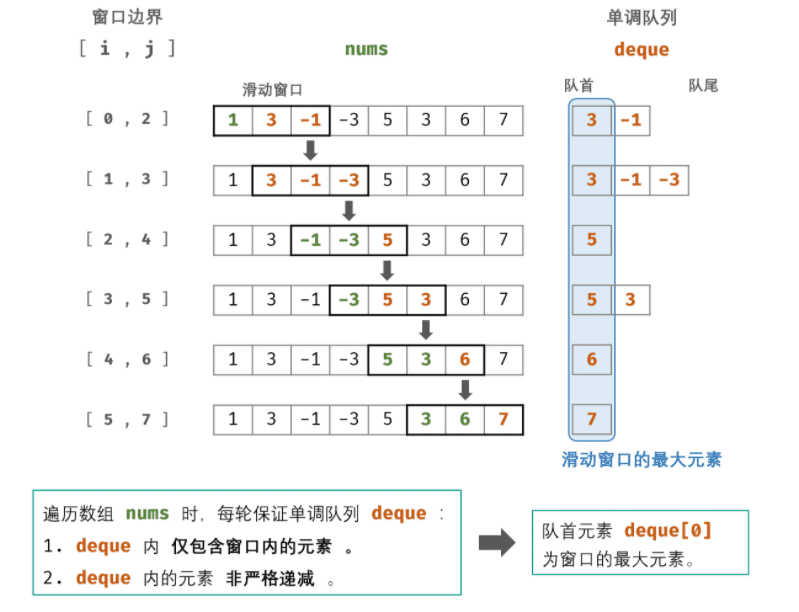 窗口边界 单调队列
[ i , j ] nums deque
滑动窗口 队首 队尾
[ 0 , 2 ] 1 3 -1 -3 5 3 6 7 3 -1
[ 1 , 3 ] 1 3 -1 -3 5 3 6 7 3 -1 -3
[ 2 , 4 ] 1 3 -1 -3 5 3 6 7 5
[ 3 , 5 ] 1 3 -1 -3 5 3 6 7 5 3
[ 4 , 6 ] 1 3 -1 -3 5 3 6 7 6
[ 5 , 7 ] 1 3 -1 -3 5 3 6 7 7
滑动窗口的最大元素
遍历数组 nums 时，每轮保证单调队列 deque ：
1. deque 内 仅包含窗口内的元素 。
2. deque 内的元素 非严格递减 。
队首元素 deque[0]
为窗口的最大元素。